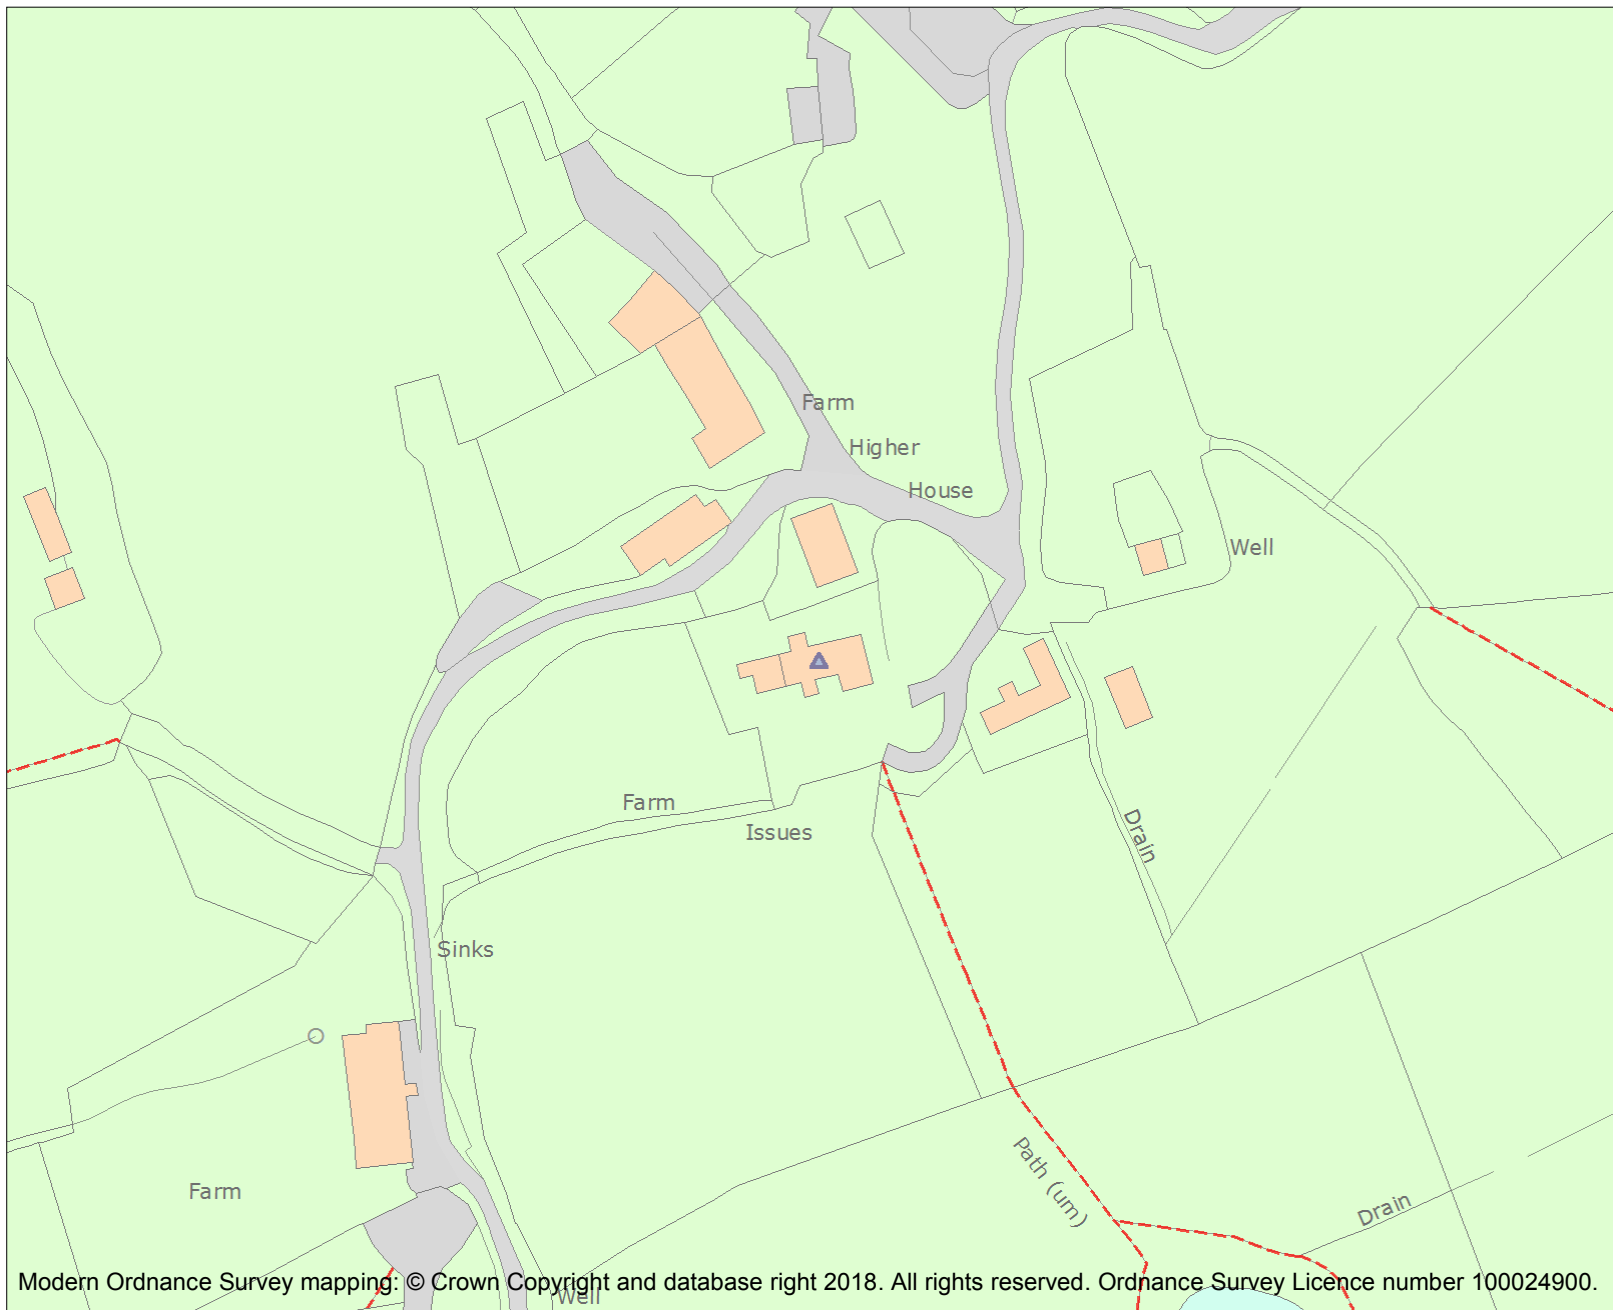 Farm
Higher
House
Well
Farm
Issues
Drain
Sinks
Path (um)
Farm
Drain
Modern Ordnance Survey mapping: © Crown Copyright and database right 2018. All rights reserved. Ordnance Survey Licence number 100024900.
Well